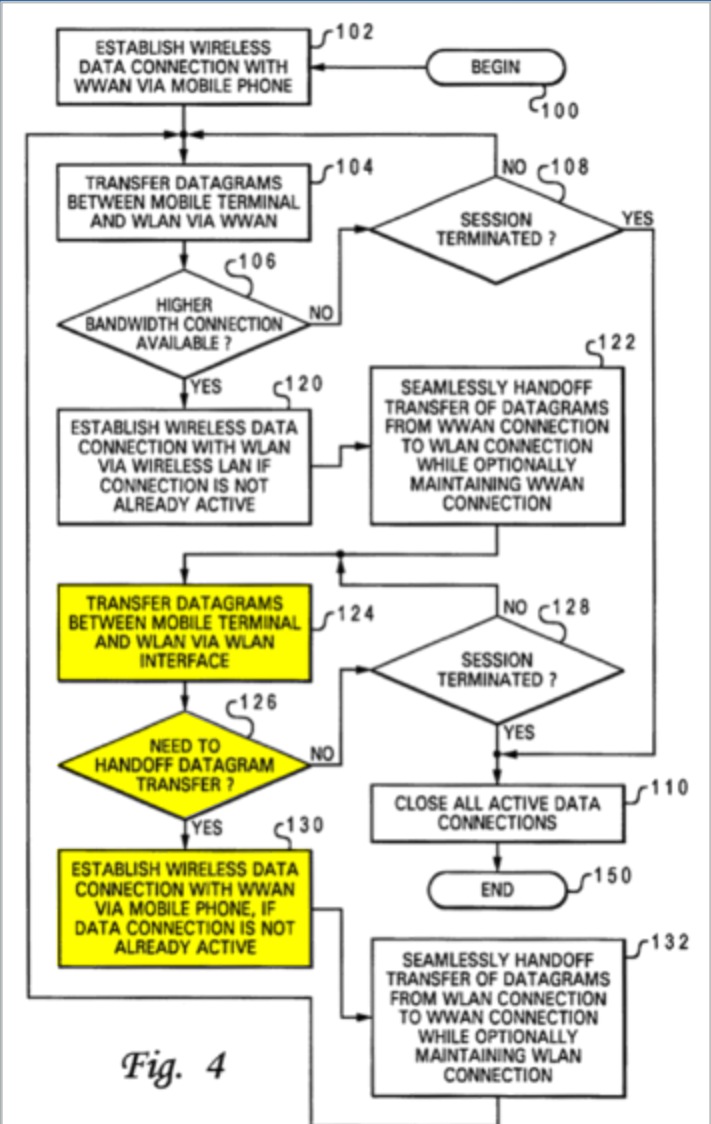 ESTABLISH WIRELESS
DATA CONNECTION WITH
WWAN VIA MOBILE PHONE
102
BEGIN
100
TRANSFER DATAGRAMS
BETWEEN MOBILE TERMINAL
AND WLAN VIA WWAN
104
NO
108
SESSION
TERMINATED ?
YES
106
HIGHER
BANDWIDTH CONNECTION
AVAILABLE ?
NO
YES
120
ESTABLISH WIRELESS DATA
CONNECTION WITH WLAN
VIA WIRELESS LAN IF
CONNECTION IS NOT
ALREADY ACTIVE
122
SEAMLESSLY HANDOFF
TRANSFER OF DATAGRAMS
FROM WWAN CONNECTION
TO WLAN CONNECTION
WHILE OPTIONALLY
MAINTAINING WWAN
CONNECTION
TRANSFER DATAGRAMS
BETWEEN MOBILE TERMINAL
AND WLAN VIA WLAN
INTERFACE
124
NO
128
SESSION
TERMINATED ?
YES
126
NEED TO
HANDOFF DATAGRAM
TRANSFER ?
NO
YES
110
CLOSE ALL ACTIVE DATA
CONNECTIONS
END
150
130
ESTABLISH WIRELESS DATA
CONNECTION WITH WWAN
VIA MOBILE PHONE, IF
DATA CONNECTION IS NOT
ALREADY ACTIVE
132
SEAMLESSLY HANDOFF
TRANSFER OF DATAGRAMS
FROM WLAN CONNECTION
TO WWAN CONNECTION
WHILE OPTIONALLY
MAINTAINING WLAN
CONNECTION
Fig. 4